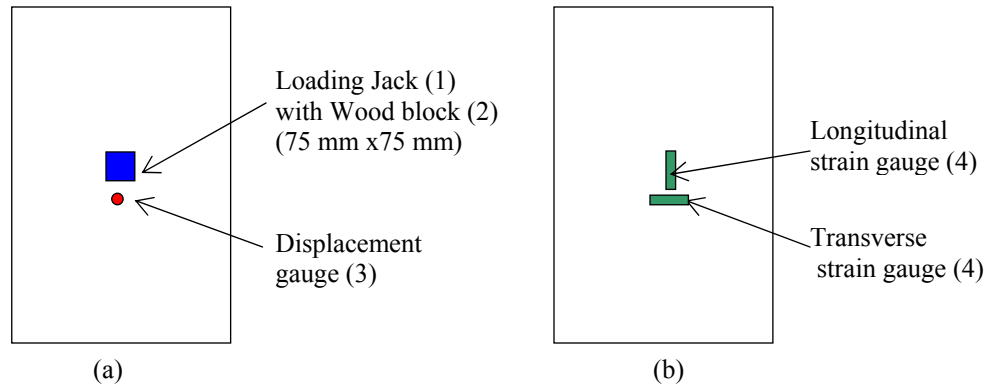 Loading Jack (1)
with Wood block (2)
(75 mm x75 mm)
Displacement
gauge (3)
(a)
Longitudinal
strain gauge (4)
Transverse
strain gauge (4)
(b)